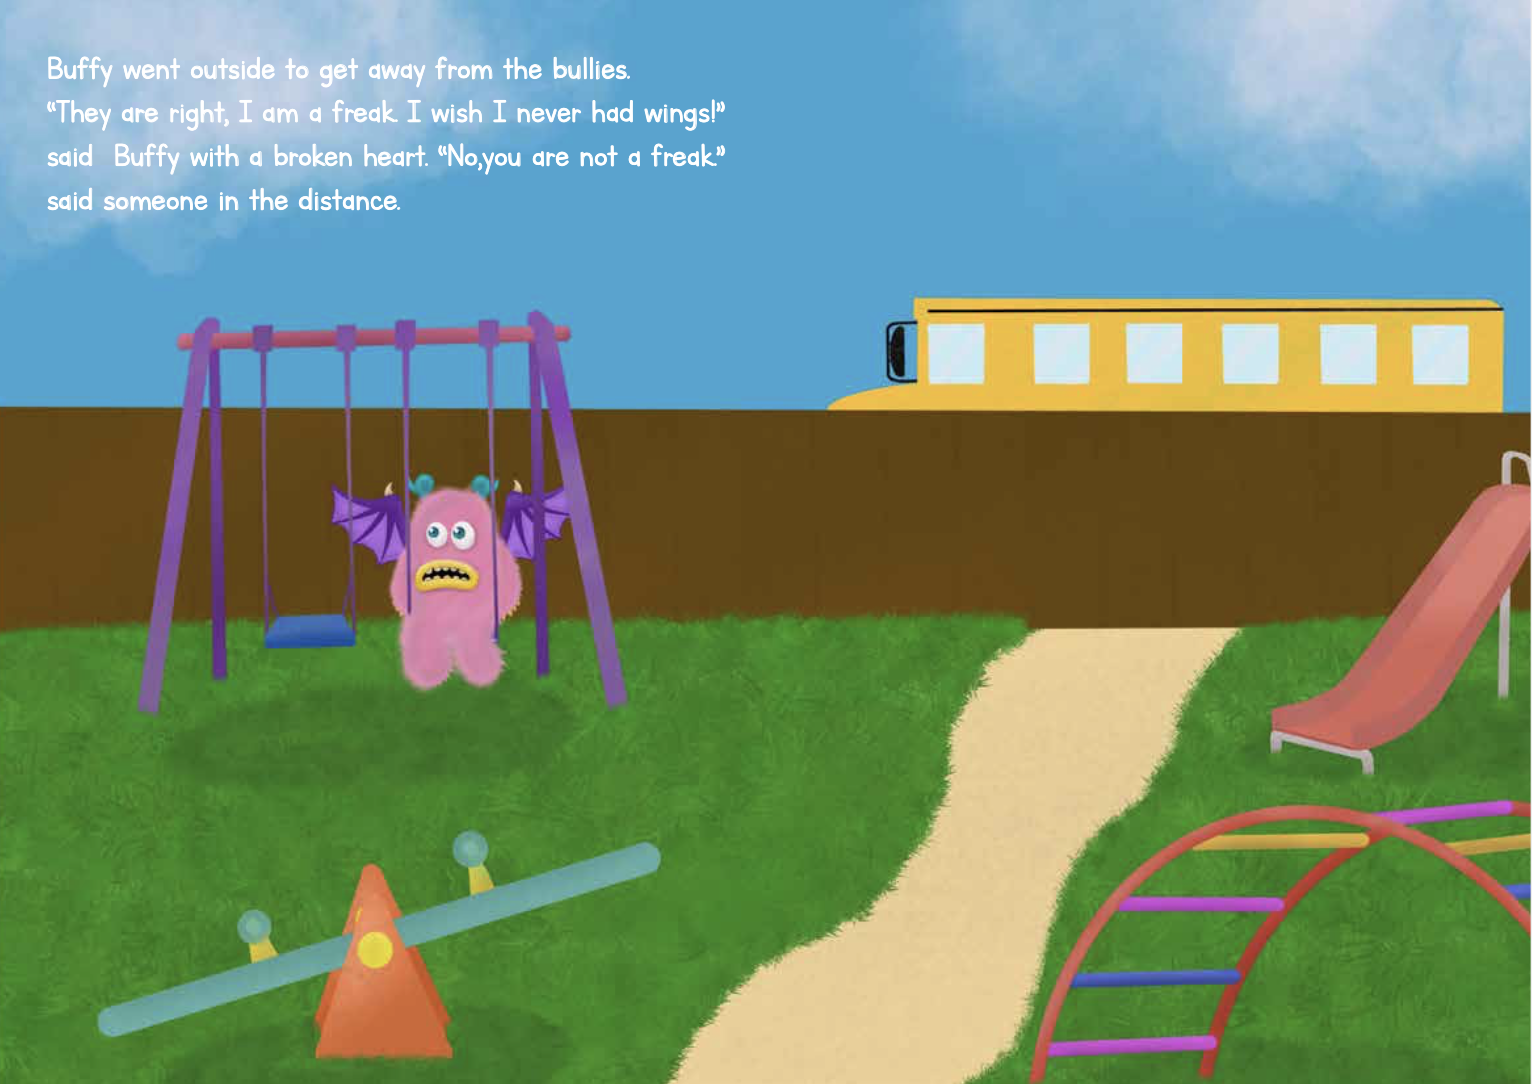 Buffy went outside to get away from the bullies.
“They are right, I am a freak. I wish I never had wings!”
said  Buffy with a broken heart. “No,you are not a freak.”
said someone in the distance.